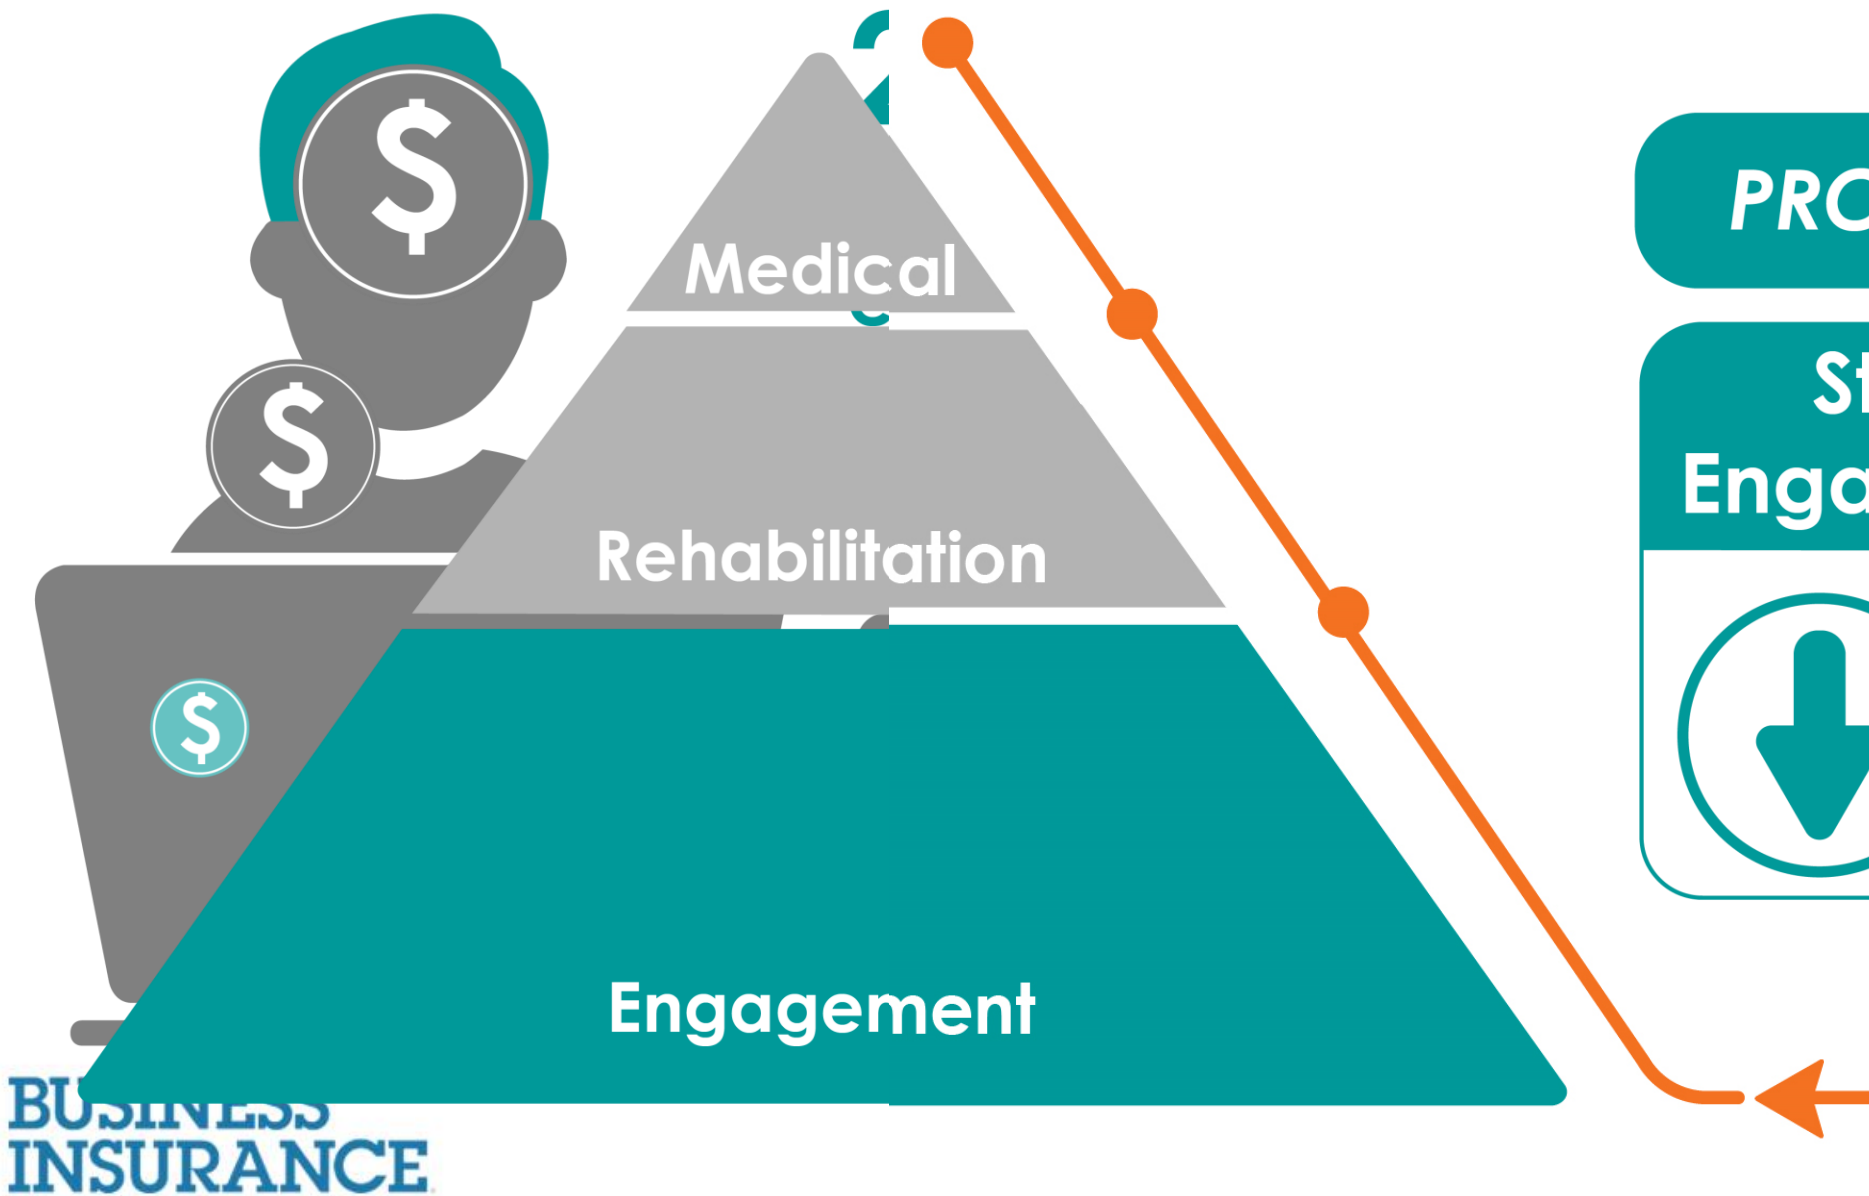 Medical
Rehabilitation
Engagement
BUSINESS
INSURANCE
$
$
$